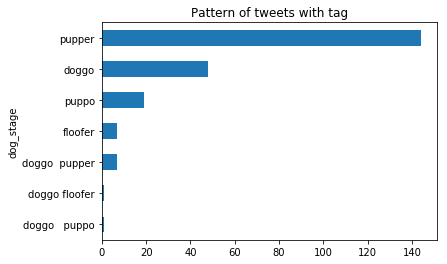 Pattern of tweets with tag
dog_stage
pupper
doggo
puppo
floofer
doggo  pupper
doggo floofer
doggo   puppo
0 20 40 60 80 100 120 140